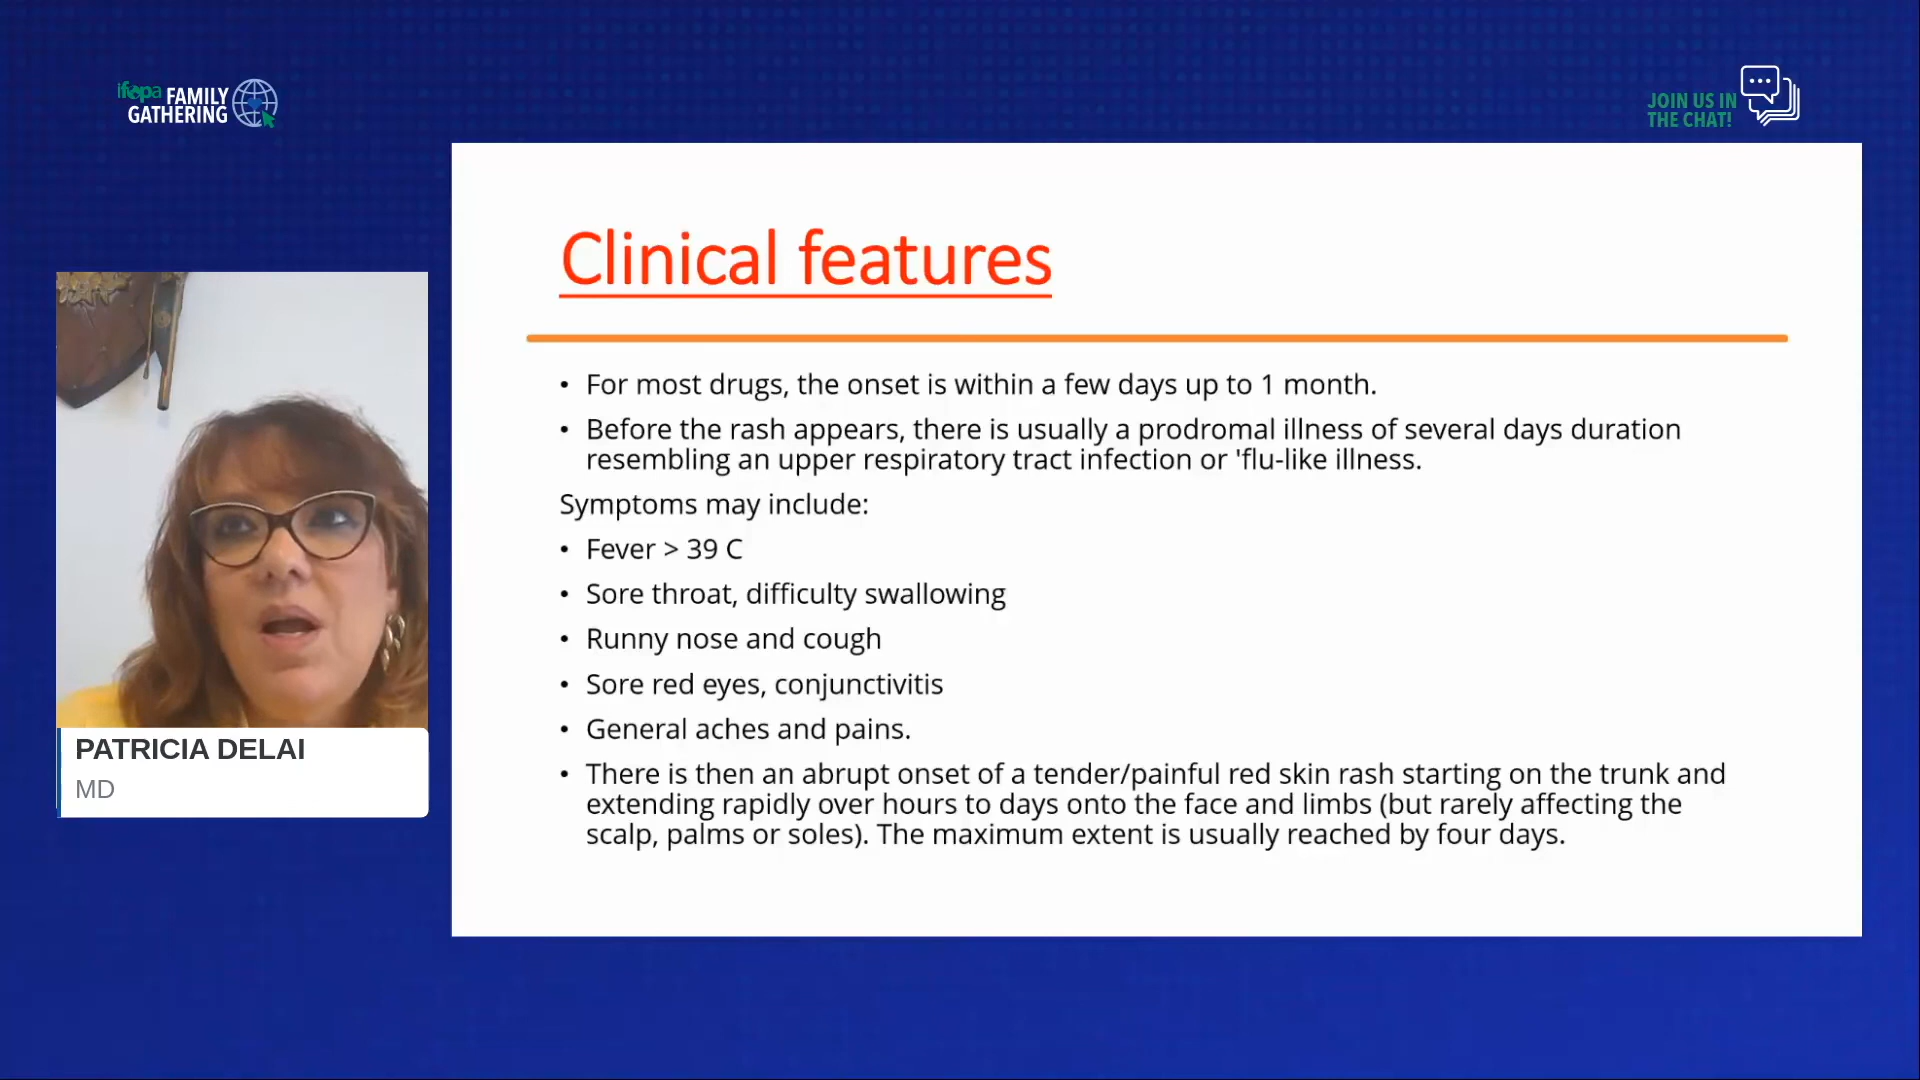 ifopa FAMILY
GATHERING
JOIN US IN
THE CHAT!
Clinical features
• For most drugs, the onset is within a few days up to 1 month.
• Before the rash appears, there is usually a prodromal illness of several days duration
resembling an upper respiratory tract infection or 'flu-like illness.
Symptoms may include:
• Fever > 39 C
• Sore throat, difficulty swallowing
• Runny nose and cough
• Sore red eyes, conjunctivitis
• General aches and pains.
• There is then an abrupt onset of a tender/painful red skin rash starting on the trunk and
extending rapidly over hours to days onto the face and limbs (but rarely affecting the
scalp, palms or soles). The maximum extent is usually reached by four days.
PATRICIA DELAI
MD